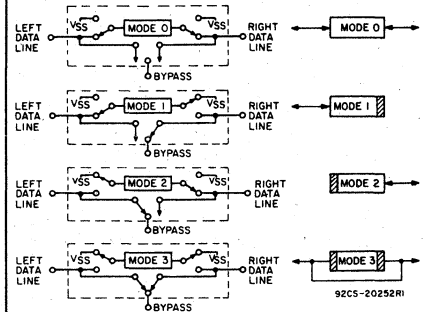 LEFT DATA LINE
VSS
MODE 0
VSS
RIGHT DATA LINE
BYPASS
MODE 0
LEFT DATA LINE
VSS
MODE 1
VSS
RIGHT DATA LINE
BYPASS
MODE 1
LEFT DATA LINE
VSS
MODE 2
VSS
RIGHT DATA LINE
BYPASS
MODE 2
LEFT DATA LINE
VSS
MODE 3
VSS
RIGHT DATA LINE
BYPASS
MODE 3
92CS-20252R1